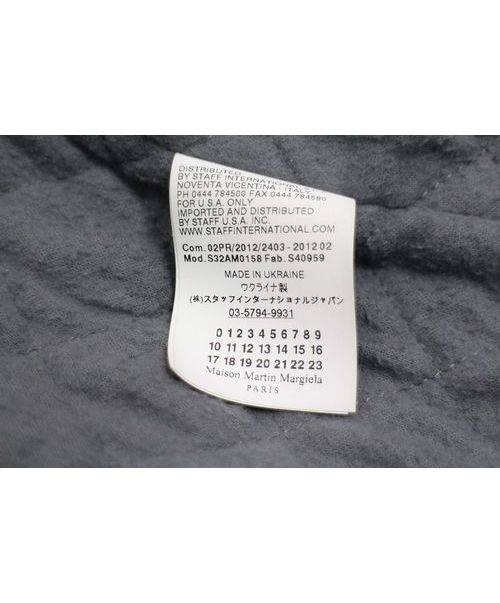 DISTRIBUTED
BY STAFF INTERNATIONAL
NOVENTA VICENTINA, ITALY
PH 0444 784500 FAX 0444 784590
FOR U.S.A. ONLY
IMPORTED AND DISTRIBUTED
BY STAFF U.S.A. INC.
WWW.STAFFINTERNATIONAL.COM
Com. 02PR/2012/2403 - 2012 02
Mod. S32AM0158 Fab. S40959
MADE IN UKRAINE
ウクライナ製
(株)スタッフインターナショナルジャパン
03-5794-9931
0 1 2 3 4 5 6 7 8 9
10 11 12 13 14 15 16
17 18 19 20 21 22 23
Maison Martin Margiela
PARIS